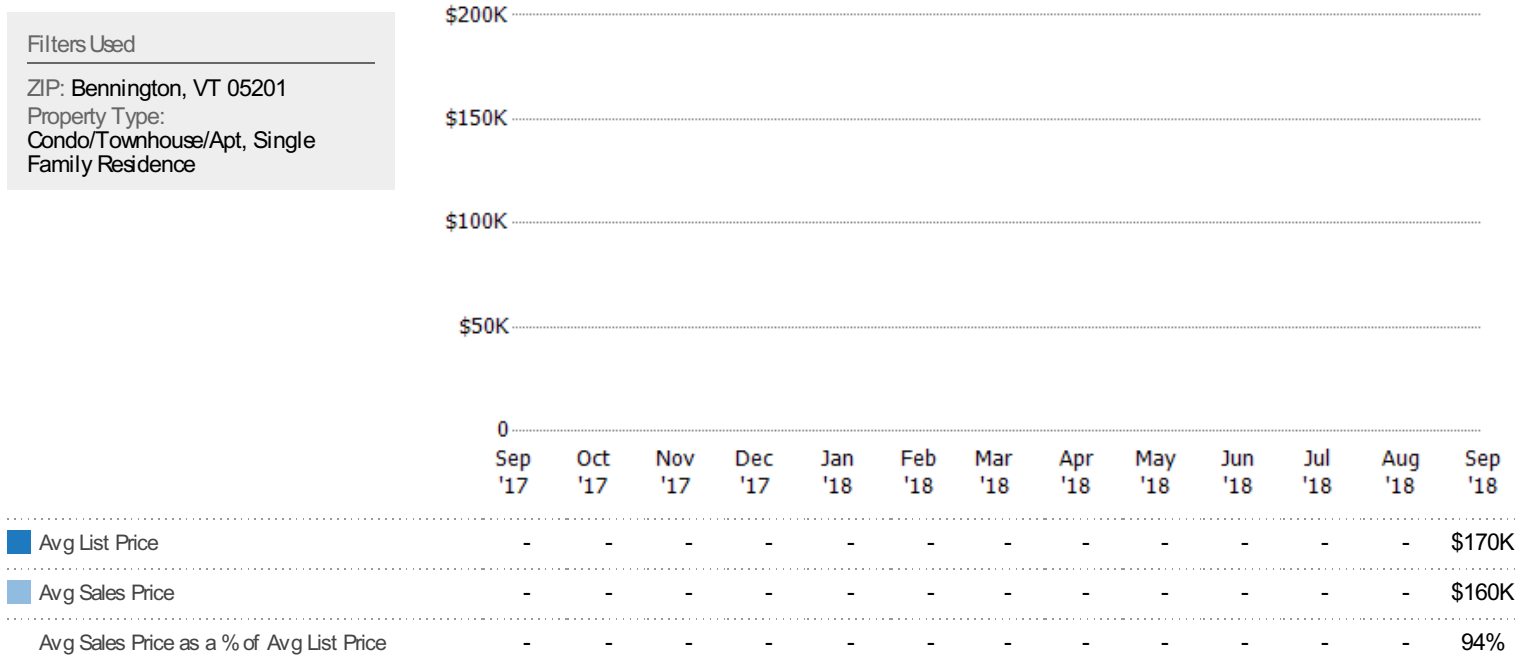 Filters Used
ZIP: Bennington, VT 05201
Property Type:
Condo/Townhouse/Apt, Single
Family Residence
$200K
$150K
$100K
$50K
0
Sep Oct Nov Dec Jan Feb Mar Apr May Jun Jul Aug Sep
'17 '17 '17 '17 '18 '18 '18 '18 '18 '18 '18 '18 '18
Avg List Price - - - - - - - - - - - - $170K
Avg Sales Price - - - - - - - - - - - - $160K
Avg Sales Price as a % of Avg List Price - - - - - - - - - - - - 94%